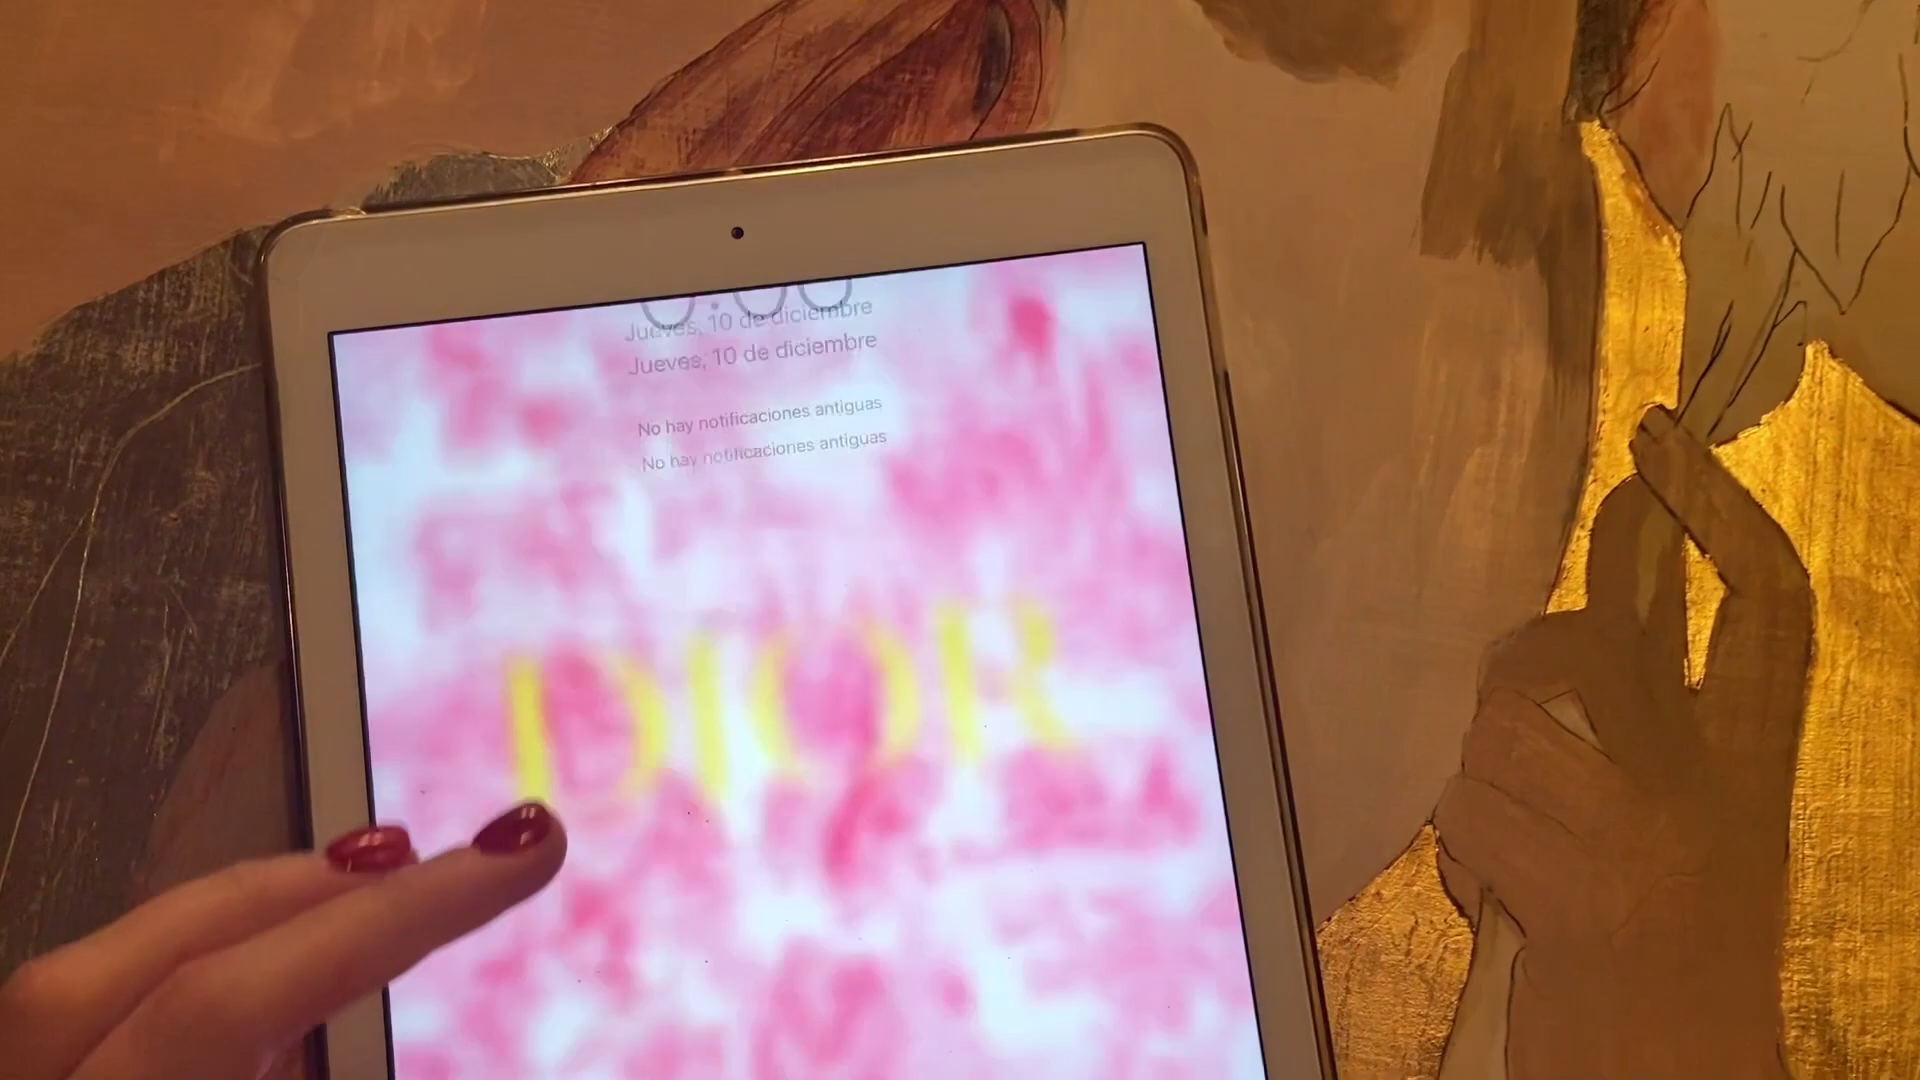 Jueves, 10 de diciembre
Jueves, 10 de diciembre
No hay notificaciones antiguas
No hay notificaciones antiguas
DIOR